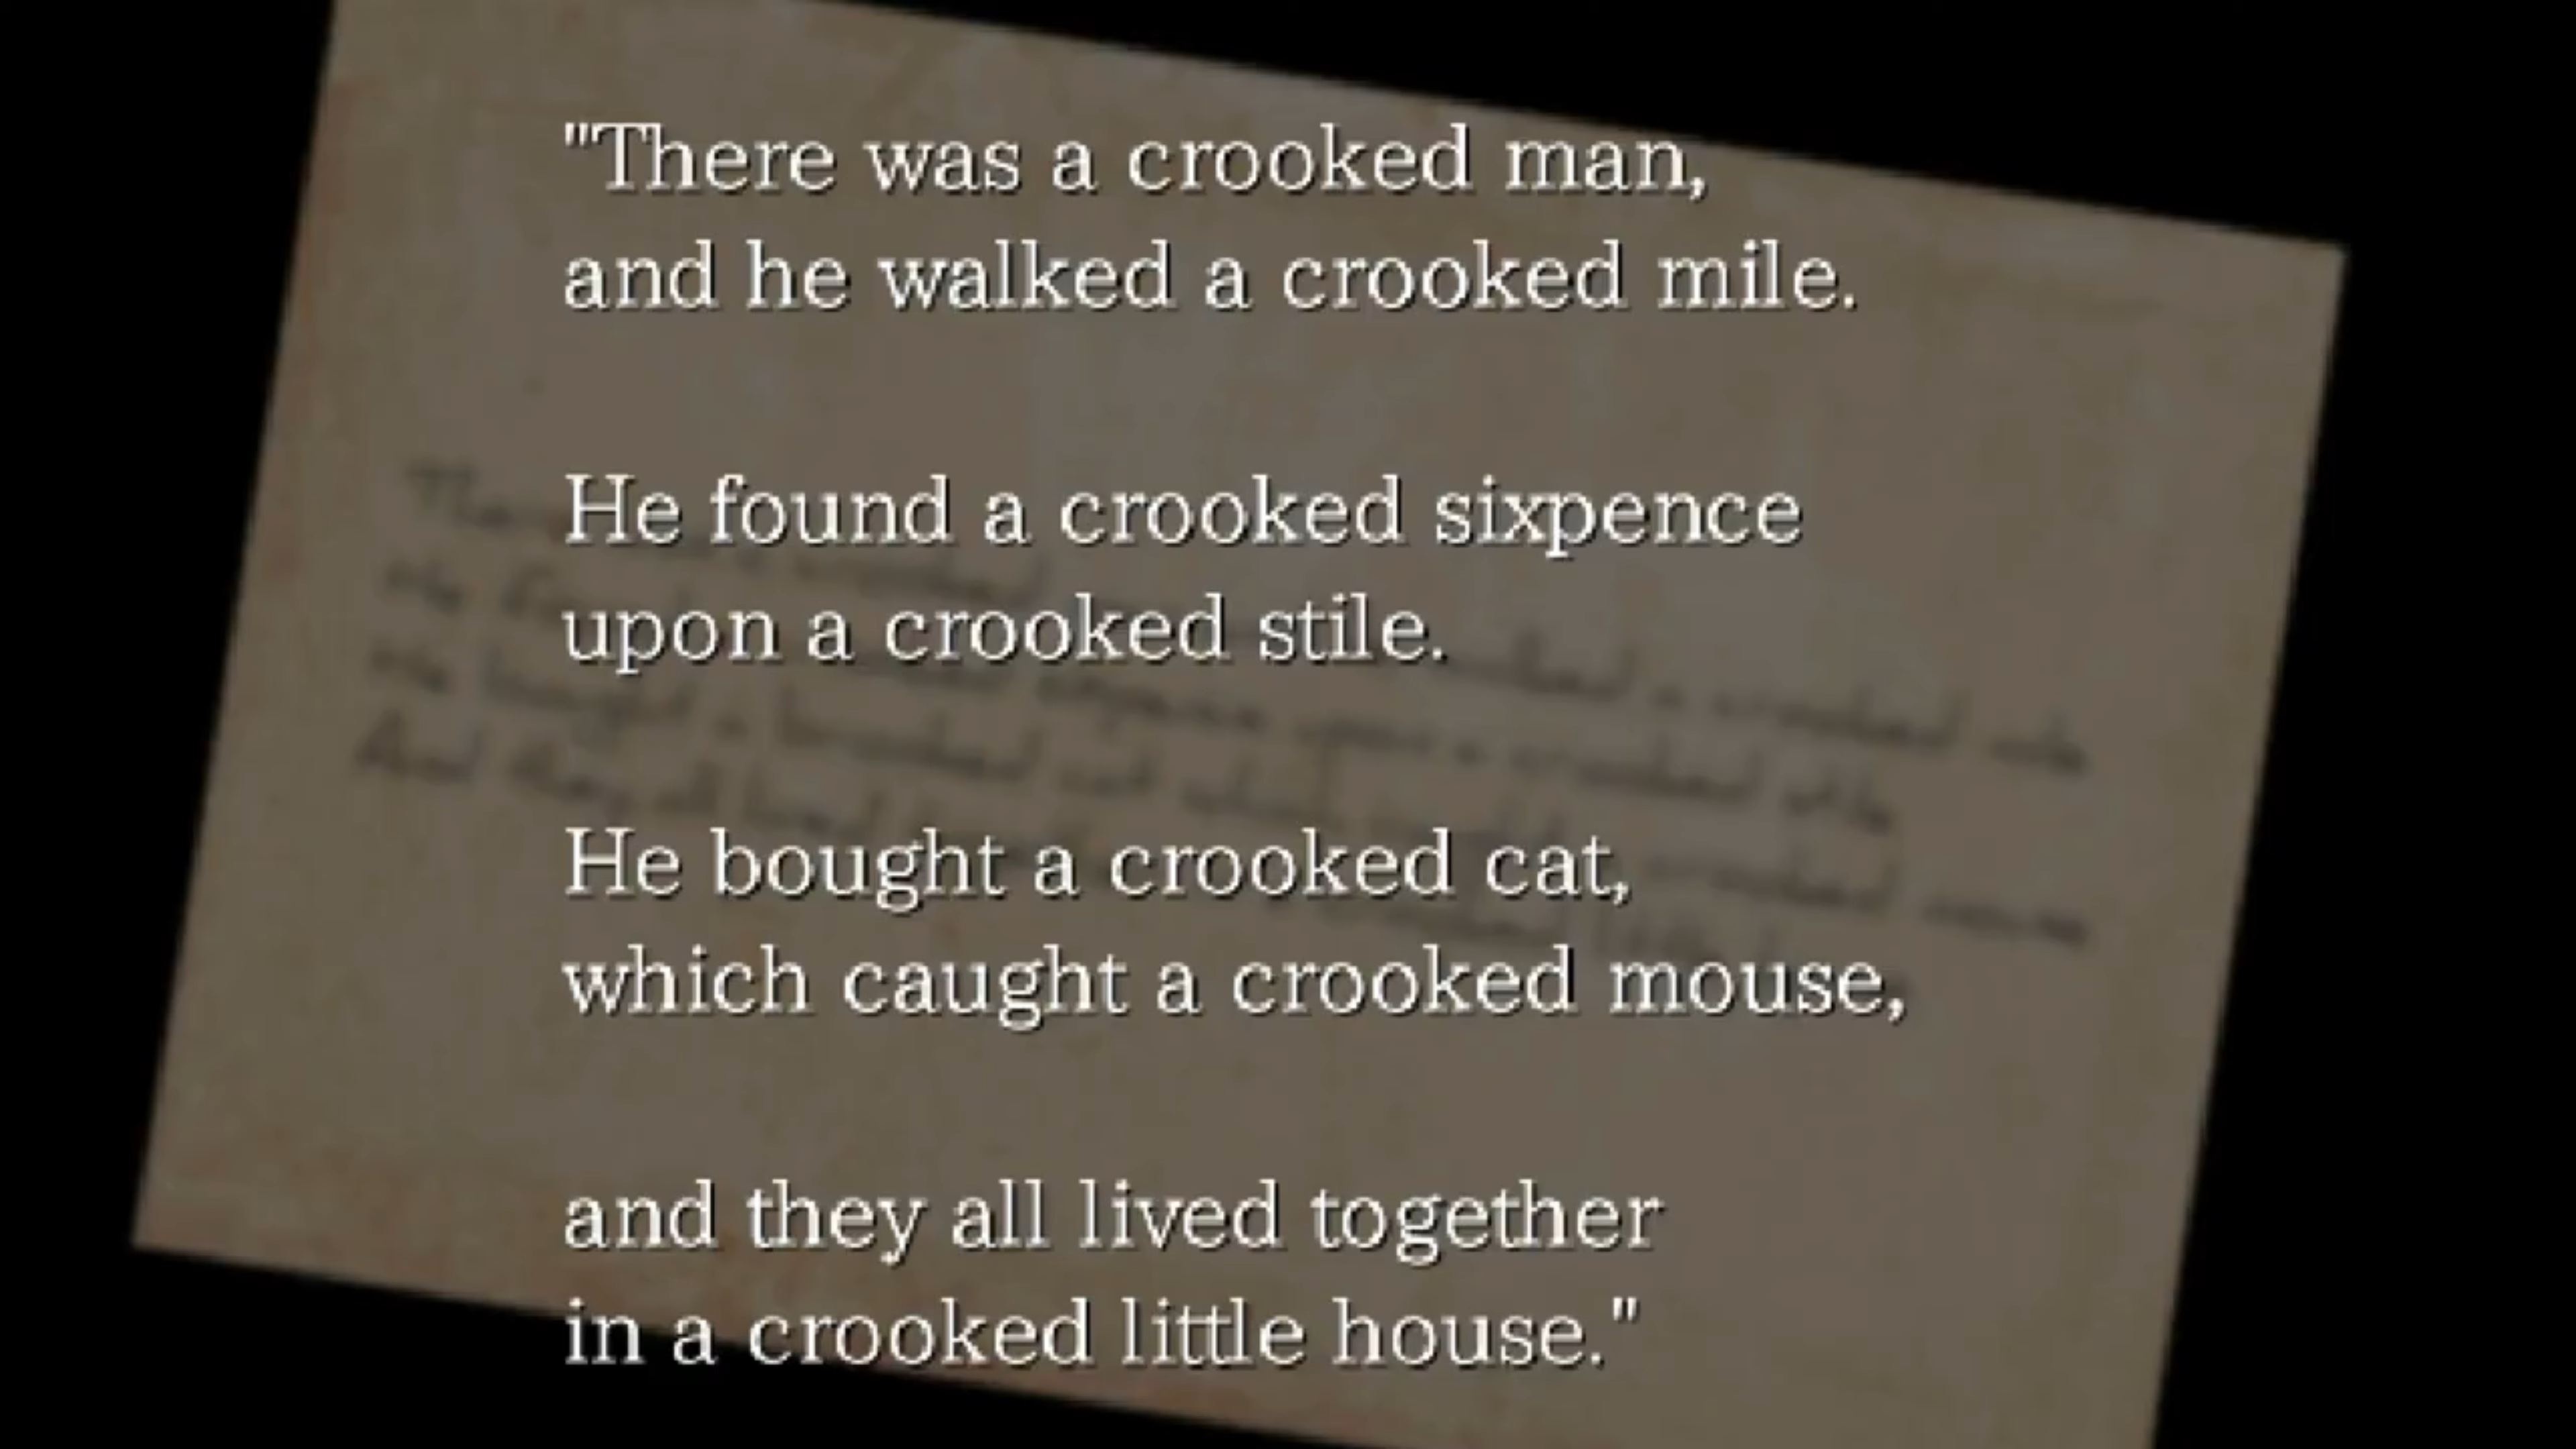 "There was a crooked man,
and he walked a crooked mile.
He found a crooked sixpence
upon a crooked stile.
He bought a crooked cat,
which caught a crooked mouse,
and they all lived together
in a crooked little house."